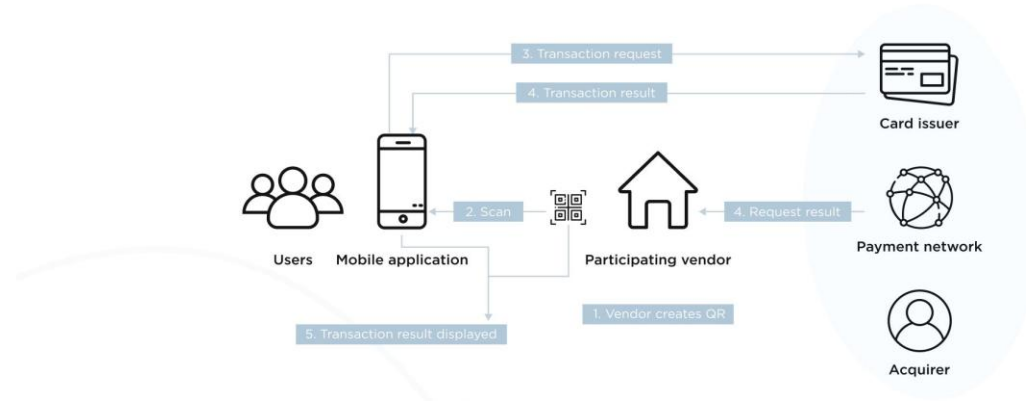 3. Transaction request
4. Transaction result
Card issuer
2. Scan
4. Request result
Users
Mobile application
Participating vendor
Payment network
1. Vendor creates QR
5. Transaction result displayed
Acquirer